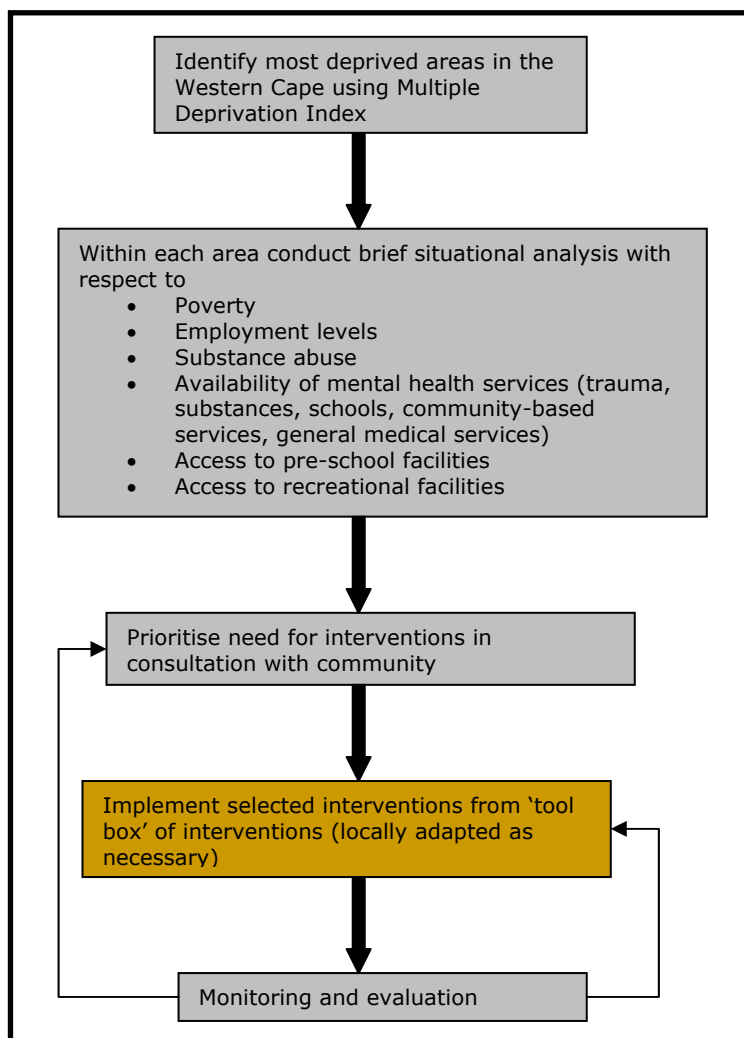 Identify most deprived areas in the
Western Cape using Multiple
Deprivation Index
Within each area conduct brief situational analysis with
respect to
• Poverty
• Employment levels
• Substance abuse
• Availability of mental health services (trauma,
substances, schools, community-based
services, general medical services)
• Access to pre-school facilities
• Access to recreational facilities
Prioritise need for interventions in
consultation with community
Implement selected interventions from ‘tool
box’ of interventions (locally adapted as
necessary)
Monitoring and evaluation